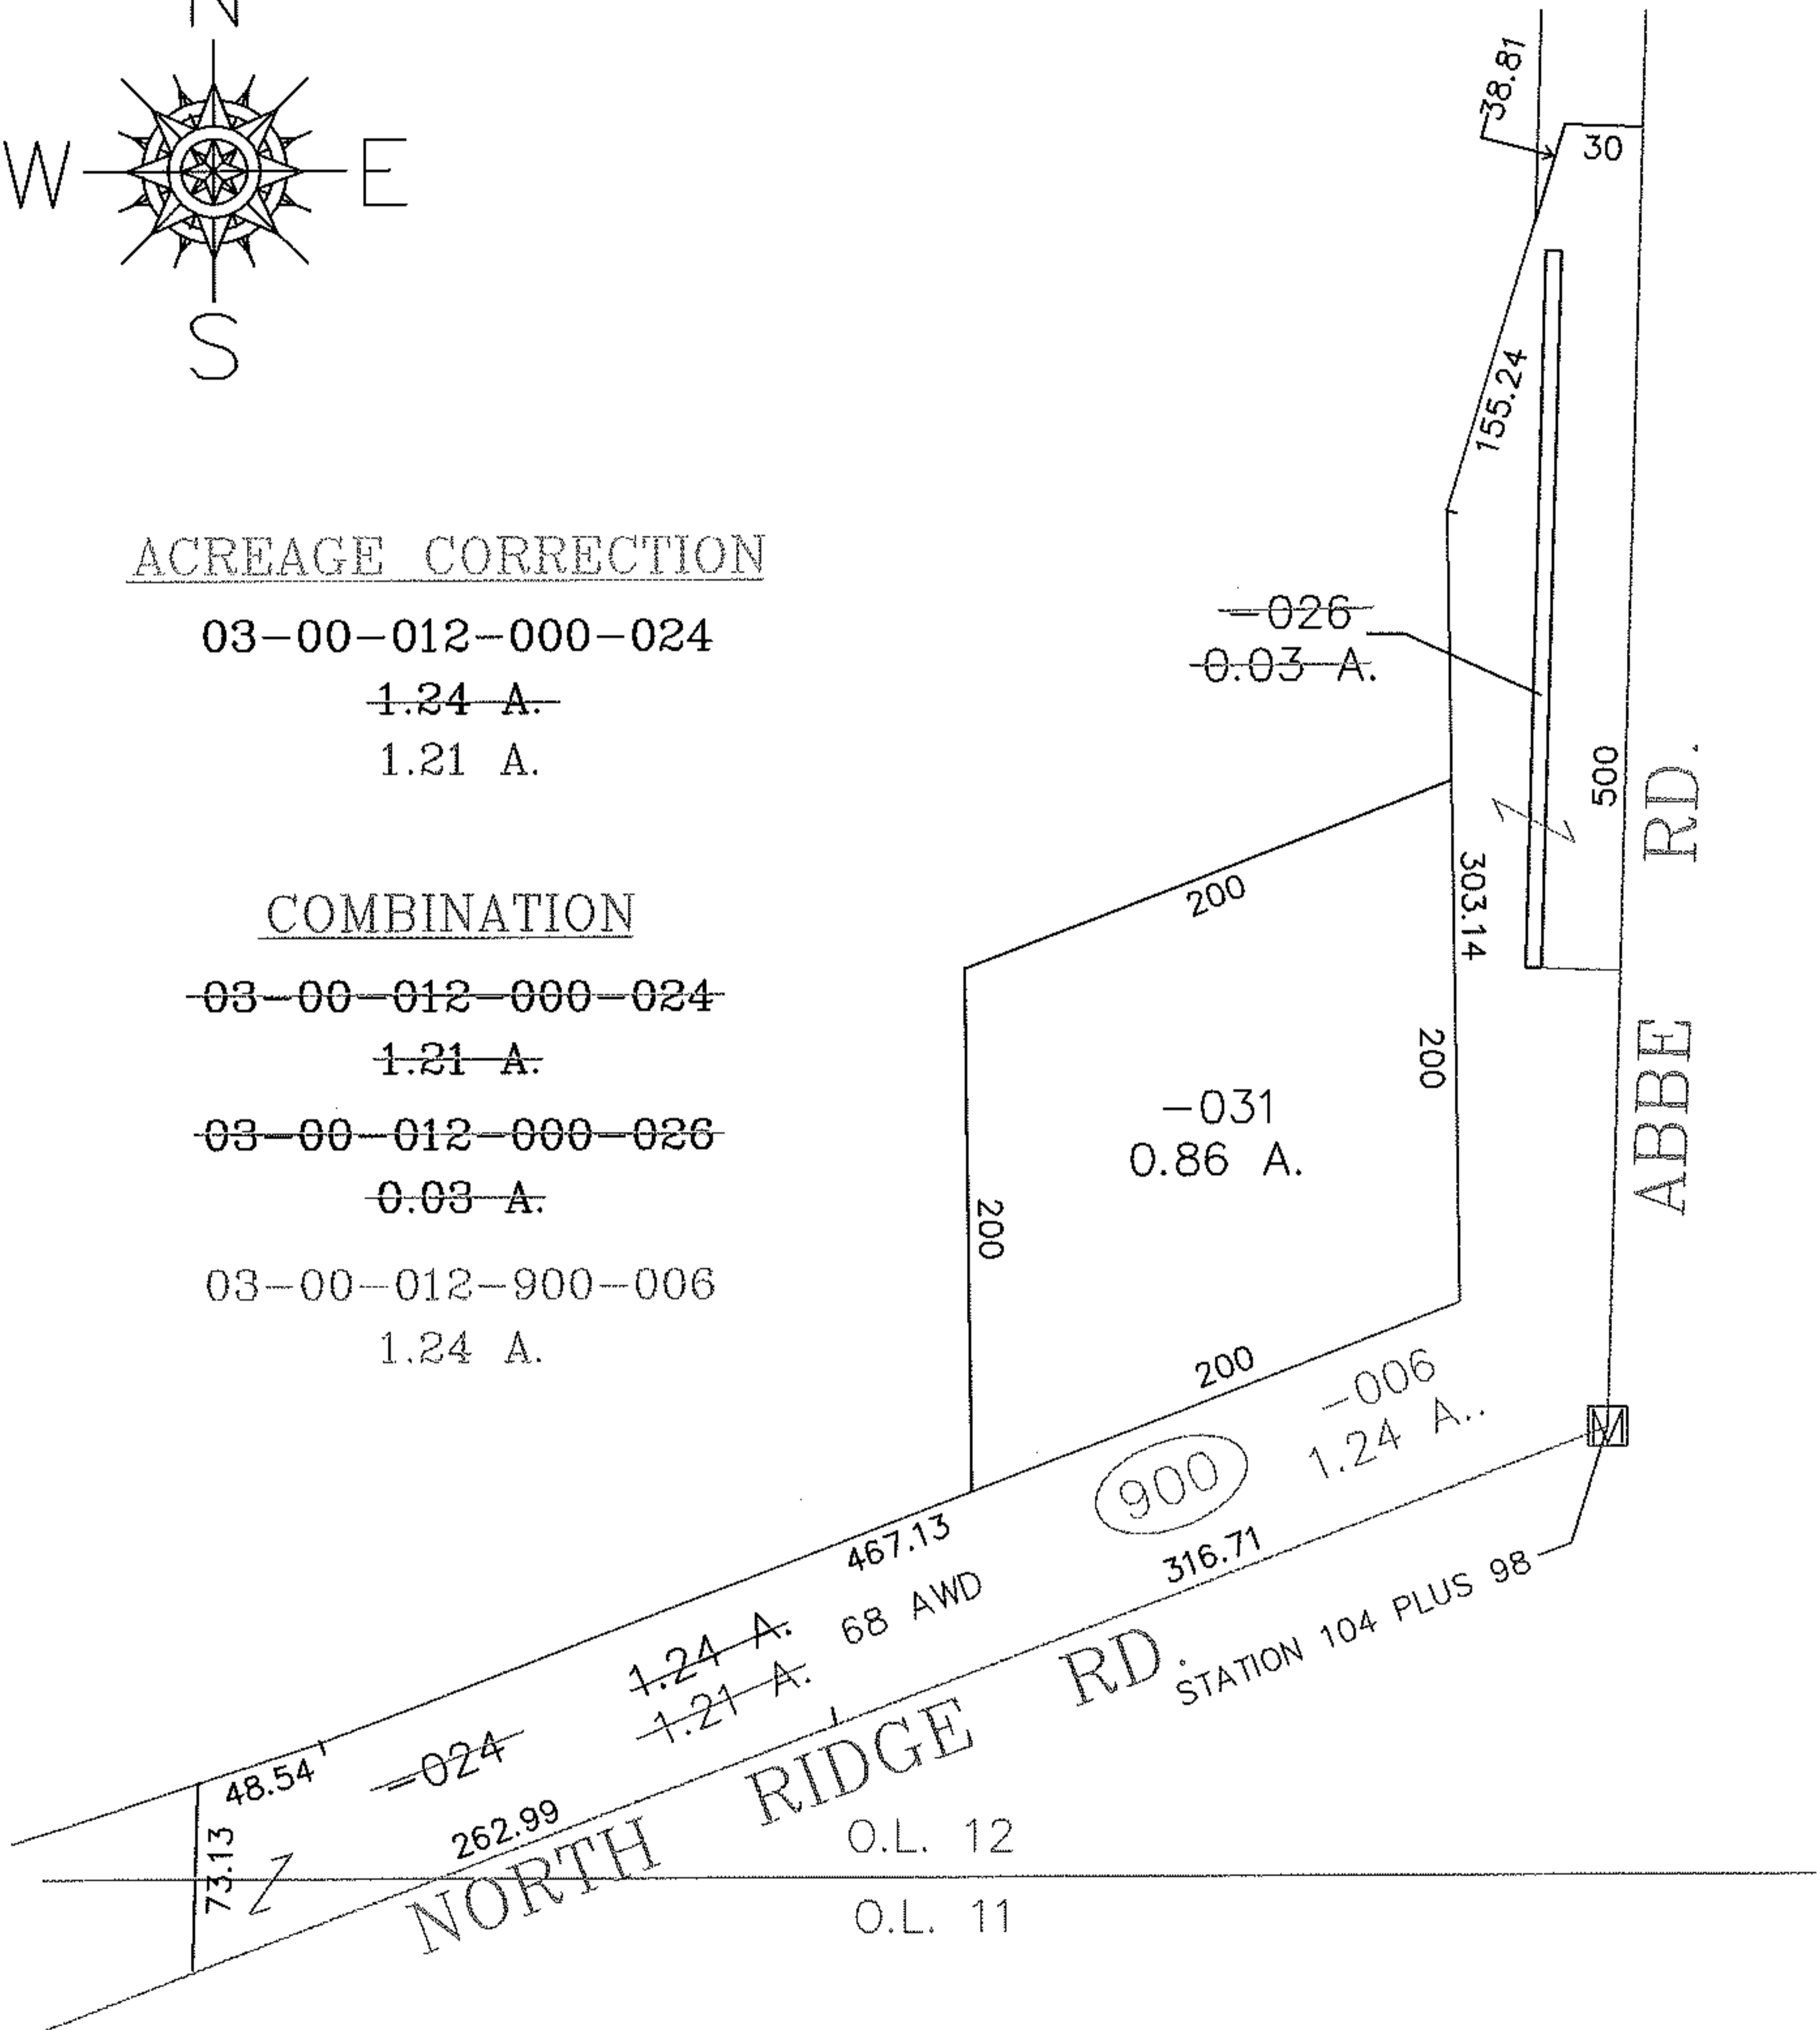 N
W
E
S
ACREAGE CORRECTION
03-00-012-000-024
1.24 A.
1.21 A.
COMBINATION
03-00-012-000-024
1.21 A.
03-00-012-000-026
0.03 A.
03-00-012-900-006
1.24 A.
38.81
30
155.24
-026
0.03 A.
500
ABBE RD.
303.14
200
200
200
200
-031
0.86 A.
-006
1.24 A..
900
467.13
316.71
68 AWD
1.24 A.
1.21 A.
-024
48.54
262.99
73.13
NORTH RIDGE RD.
STATION 104 PLUS 98
O.L. 12
O.L. 11